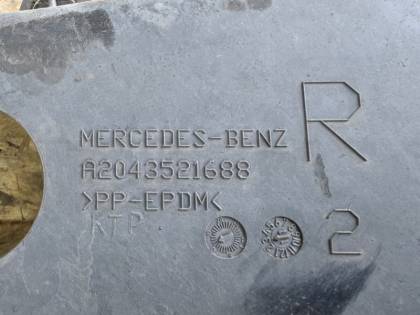 MERCEDES-BENZ R
A2043521688
>PP-EPDM<
KTP 2